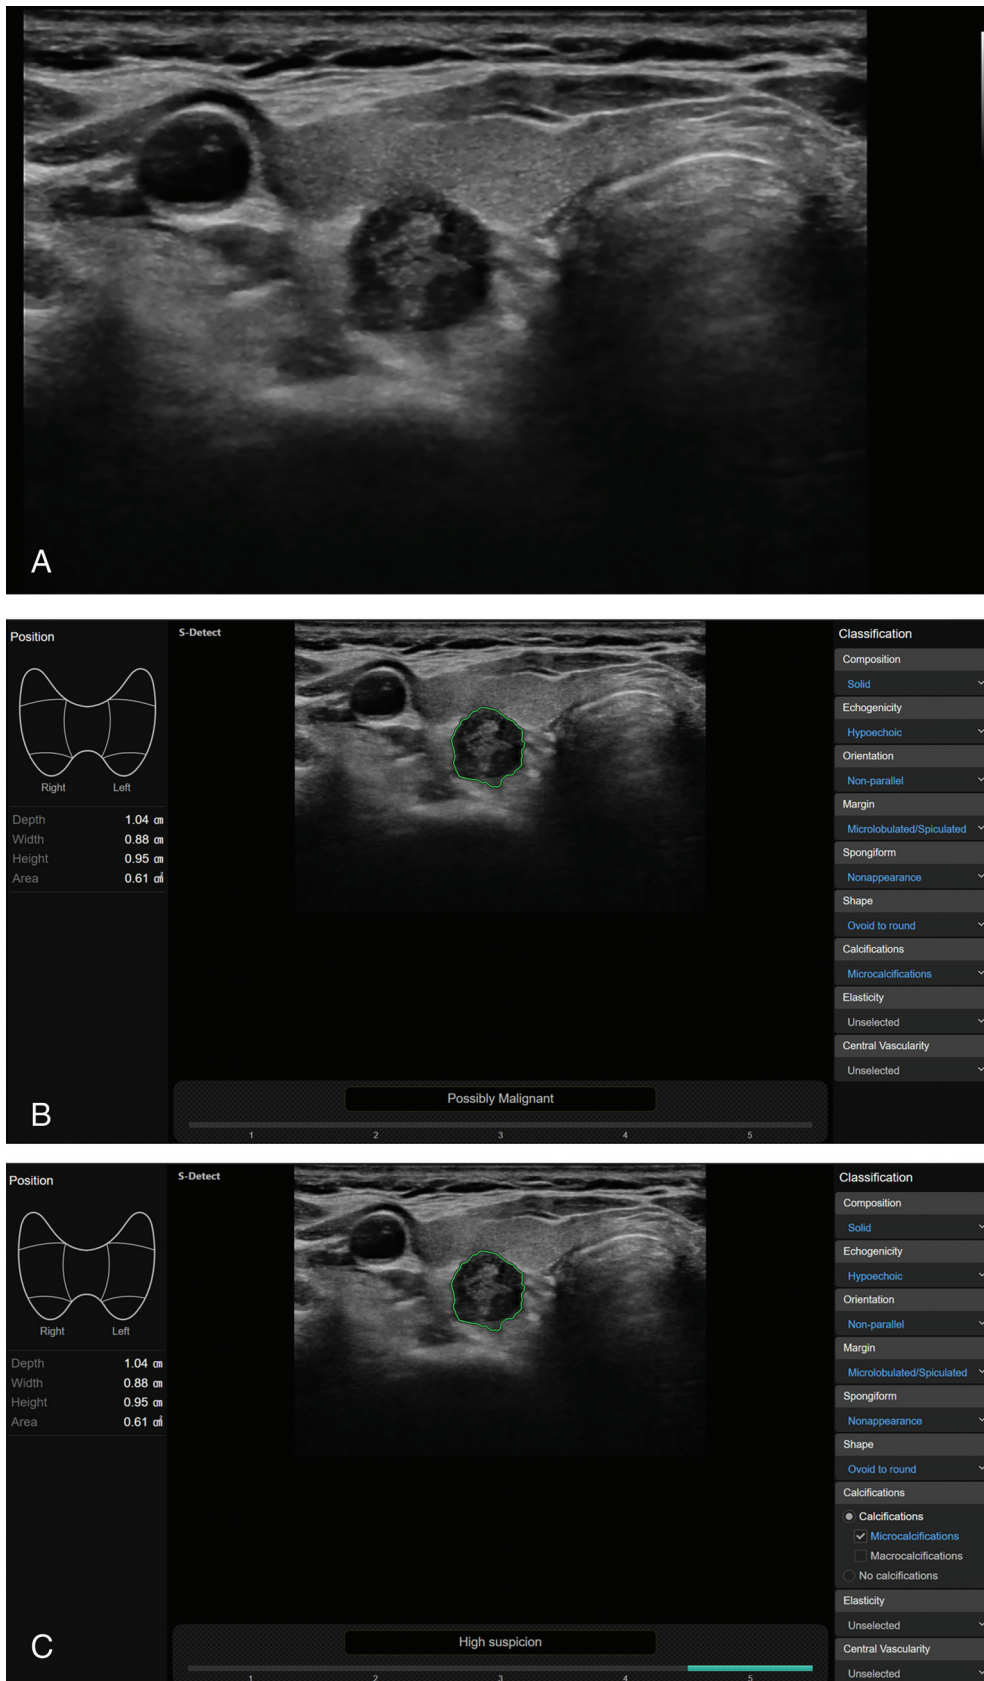 A
Position
S-Detect
Classification
Composition
Solid
Echogenicity
Hypoechoic
Orientation
Non-parallel
Margin
Microlobulated/Spiculated
Spongiform
Nonappearance
Shape
Ovoid to round
Calcifications
Microcalcifications
Elasticity
Unselected
Central Vascularity
Unselected
Right Left
Depth 1.04 cm
Width 0.88 cm
Height 0.95 cm
Area 0.61 cm²
Possibly Malignant
1 2 3 4 5
B
Position
S-Detect
Classification
Composition
Solid
Echogenicity
Hypoechoic
Orientation
Non-parallel
Margin
Microlobulated/Spiculated
Spongiform
Nonappearance
Shape
Ovoid to round
Calcifications
Calcifications
Microcalcifications
Macrocalcifications
No calcifications
Elasticity
Unselected
Central Vascularity
Unselected
Right Left
Depth 1.04 cm
Width 0.88 cm
Height 0.95 cm
Area 0.61 cm²
High suspicion
1 2 3 4 5
C